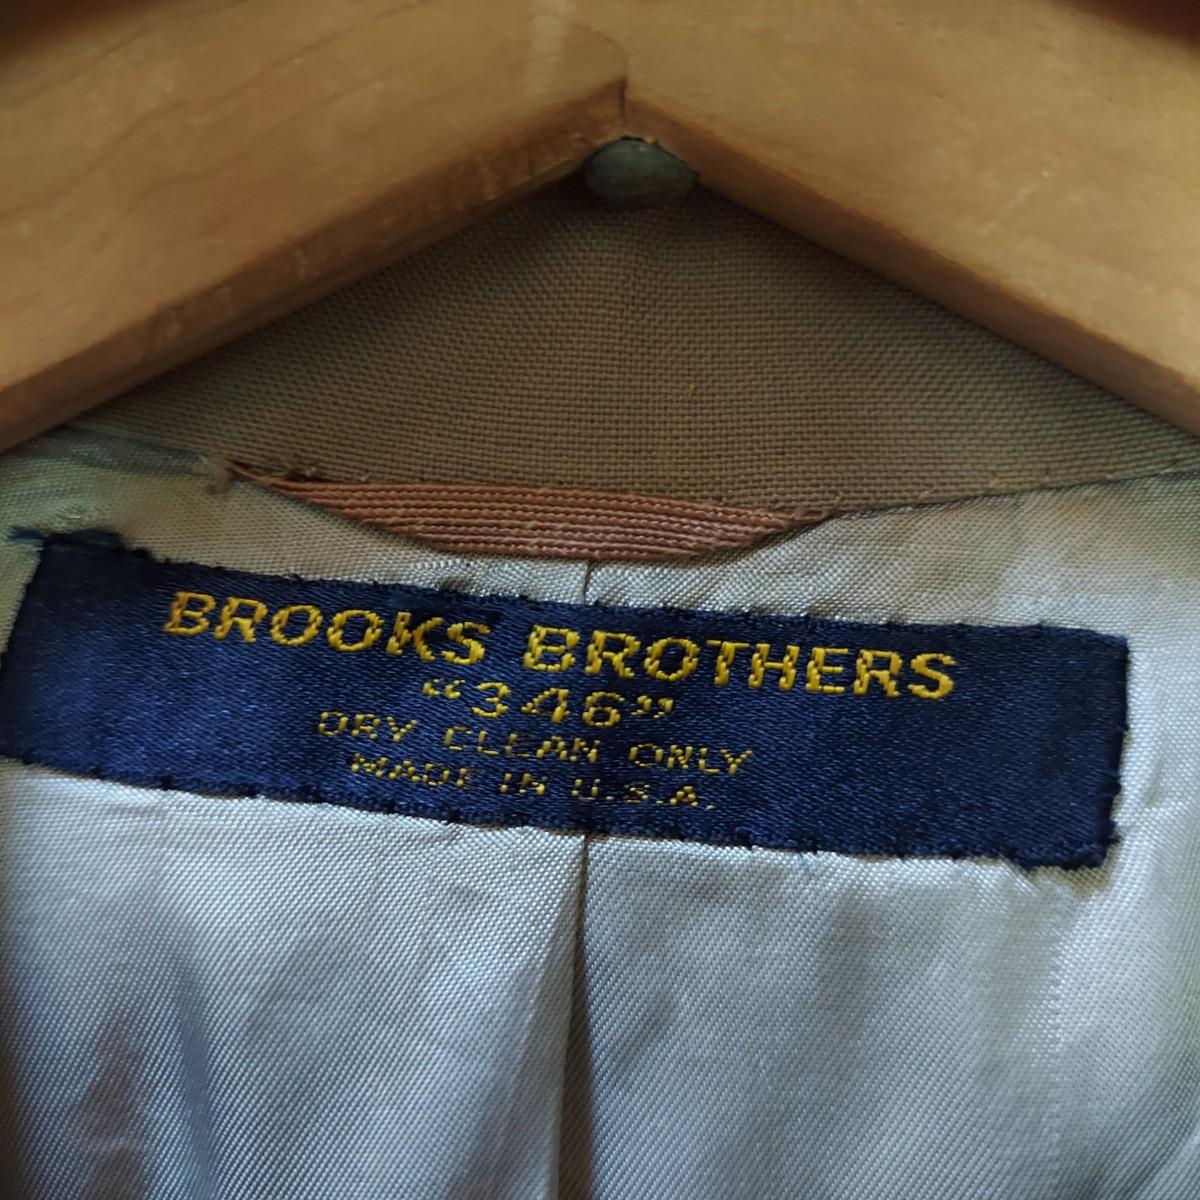 BROOKS BROTHERS
“346”
DRY CLEAN ONLY
MADE IN U.S.A.